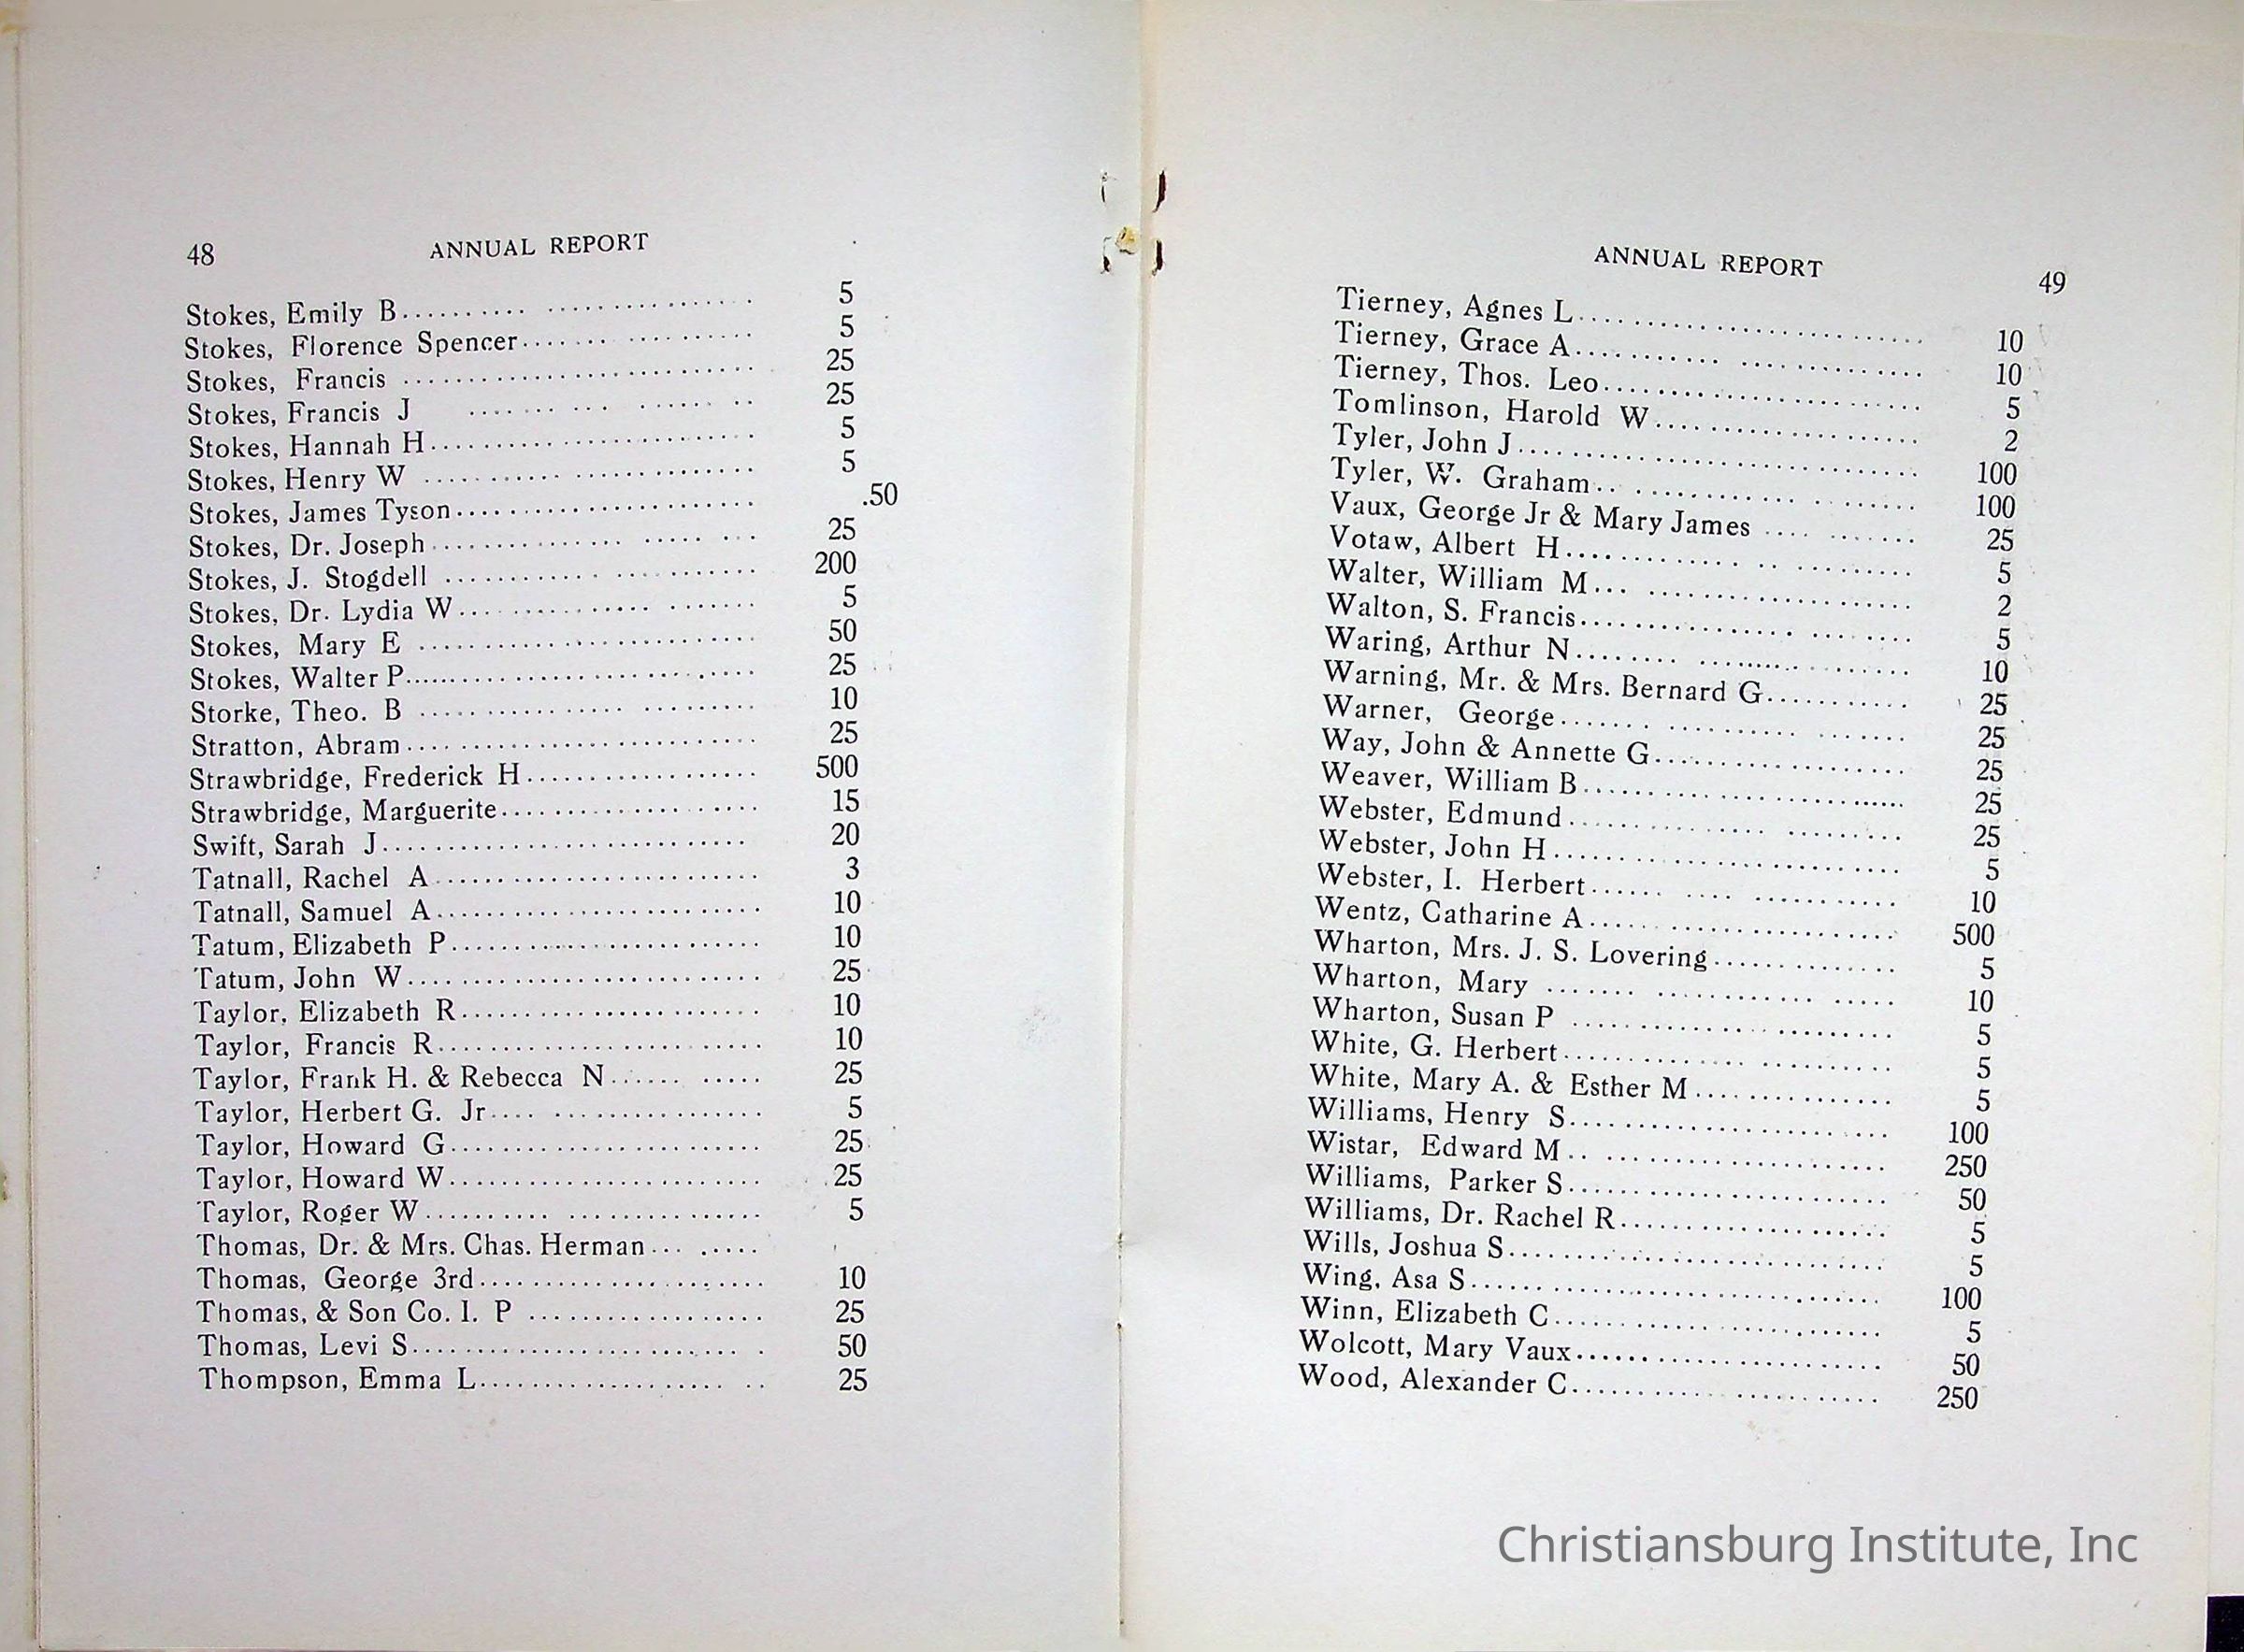 48 ANNUAL REPORT
Stokes, Emily B.......... ...................... 5
Stokes, Florence Spencer....... .... ....... 5
Stokes, Francis ............................ 25
Stokes, Francis J ....... ... ...... .. 25
Stokes, Hannah H......................... 5
Stokes, Henry W ........... .............. 5
Stokes, James Tyson....................... .50
Stokes, Dr. Joseph............... ..... ... 25
Stokes, J. Stogdell ............ ........... 200
Stokes, Dr. Lydia W............... ....... 5
Stokes, Mary E .......................... 50
Stokes, Walter P........................... 25
Storke, Theo. B ................ ......... 10
Stratton, Abram........................... 25
Strawbridge, Frederick H.................. 500
Strawbridge, Marguerite.................... 15
Swift, Sarah J............................ 20
Tatnall, Rachel A......................... 3
Tatnall, Samuel A......................... 10
Tatum, Elizabeth P........................ 10
Tatum, John W........................... 25
Taylor, Elizabeth R....................... 10
Taylor, Francis R......................... 10
Taylor, Frank H. & Rebecca N...... ..... 25
Taylor, Herbert G. Jr.... ................ 5
Taylor, Howard G........................ 25
Taylor, Howard W........................ 25
Taylor, Roger W.......... ............... 5
Thomas, Dr. & Mrs. Chas. Herman... .....
Thomas, George 3rd...................... 10
Thomas, & Son Co. I. P .................. 25
Thomas, Levi S......................... . 50
Thompson, Emma L................... .. 25
ANNUAL REPORT 49
Tierney, Agnes L.......................... 10
Tierney, Grace A........... .............. 10
Tierney, Thos. Leo........................ 5
Tomlinson, Harold W.................... 2
Tyler, John J.............................. 100
Tyler, W. Graham.. ............ . ...... 100
Vaux, George Jr & Mary James .... ....... 25
Votaw, Albert H............. .. ......... 5
Walter, William M... .................... 2
Walton, S. Francis................ ........ 5
Waring, Arthur N........ ................ 10
Warning, Mr. & Mrs. Bernard G........... 25
Warner, George....... .......... ....... 25
Way, John & Annette G................... 25
Weaver, William B........................ 25
Webster, Edmund............... ......... 25
Webster, John H.......................... 5
Webster, I. Herbert...... .... ........... 10
Wentz, Catharine A....................... 500
Wharton, Mrs. J. S. Lovering.............. 5
Wharton, Mary ....... ............ ..... 10
Wharton, Susan P ............. ......... 5
White, G. Herbert.............. .......... 5
White, Mary A. & Esther M............... 5
Williams, Henry S........................ 100
Wistar, Edward M.. ..................... 250
Williams, Parker S........................ 50
Williams, Dr. Rachel R.................... 5
Wills, Joshua S............................ 5
Wing, Asa S...... ........................ 100
Winn, Elizabeth C......................... 5
Wolcott, Mary Vaux....................... 50
Wood, Alexander C............ ........... 250
Christiansburg Institute, Inc